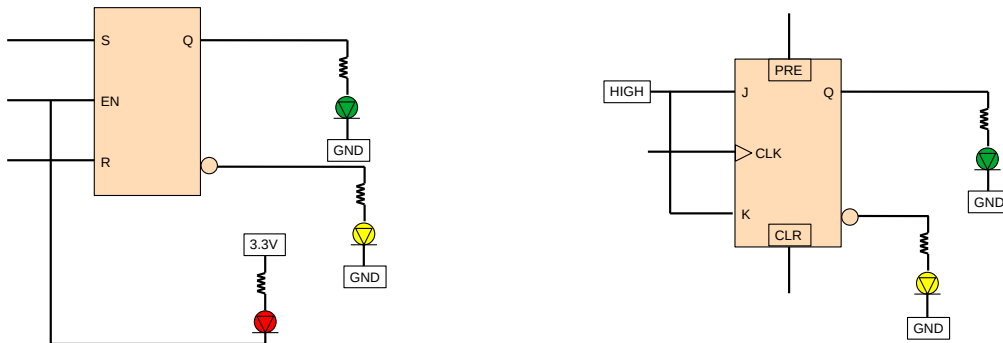 S
Q
EN
R
GND
GND
3.3V
PRE
HIGH
J
Q
CLK
K
CLR
GND
GND